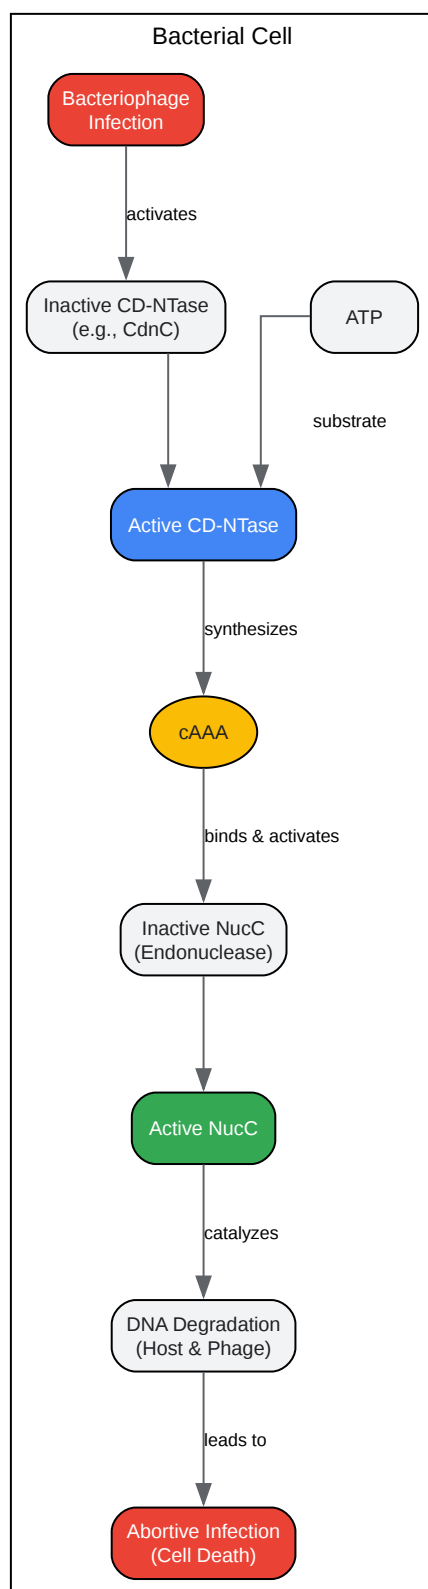 Bacterial Cell
Bacteriophage
Infection
activates
Inactive CD-NTase
(e.g., CdnC)
ATP
substrate
Active CD-NTase
synthesizes
cAAA
binds & activates
Inactive NucC
(Endonuclease)
Active NucC
catalyzes
DNA Degradation
(Host & Phage)
leads to
Abortive Infection
(Cell Death)